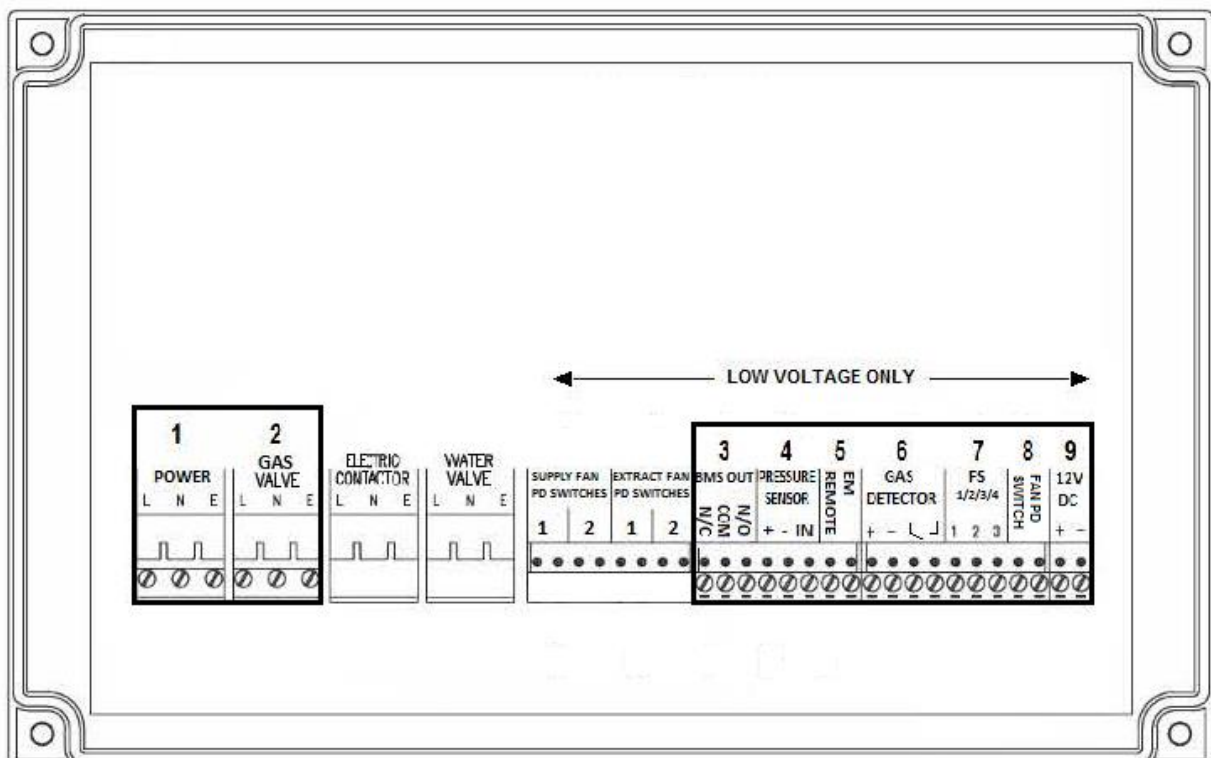 LOW VOLTAGE ONLY
1
POWER
L N E
2
GAS
VALVE
L N E
ELECTRIC
CONTACTOR
L N E
WATER
VALVE
L N E
SUPPLY FAN
PD SWITCHES
1 2
EXTRACT FAN
PD SWITCHES
1 2
3
BMS OUT
N/C
COM
N/O
4
PRESSURE
SENSOR
+ - IN
5
EM
REMOTE
6
GAS
DETECTOR
+ -
7
FS
1/2/3/4
1 2 3
8
FAN PD
SWITCH
9
12V
DC
+ -